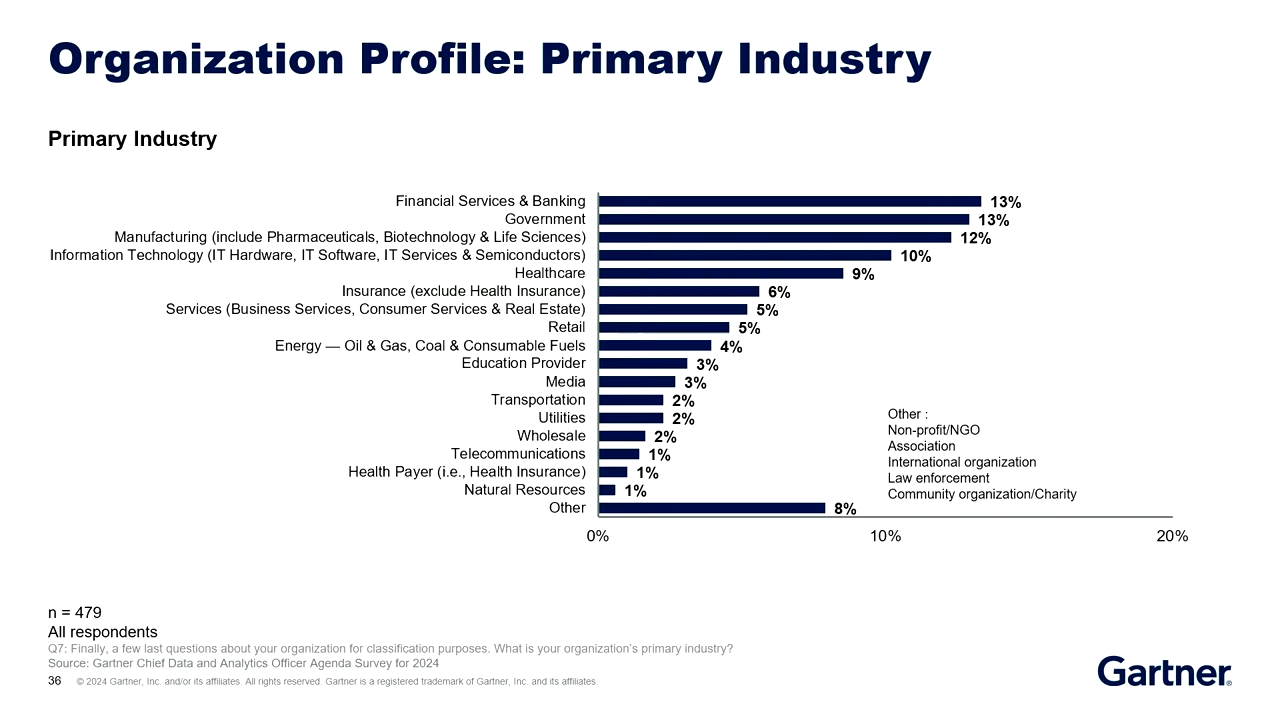 Organization Profile: Primary Industry
Primary Industry
Financial Services & Banking 13%
Government 13%
Manufacturing (include Pharmaceuticals, Biotechnology & Life Sciences) 12%
Information Technology (IT Hardware, IT Software, IT Services & Semiconductors) 10%
Healthcare 9%
Insurance (exclude Health Insurance) 6%
Services (Business Services, Consumer Services & Real Estate) 5%
Retail 5%
Energy — Oil & Gas, Coal & Consumable Fuels 4%
Education Provider 3%
Media 3%
Transportation 2%
Utilities 2%
Wholesale 2%
Telecommunications 1%
Health Payer (i.e., Health Insurance) 1%
Natural Resources 1%
Other 8%
Other :
Non-profit/NGO
Association
International organization
Law enforcement
Community organization/Charity
0% 10% 20%
n = 479
All respondents
Q7: Finally, a few last questions about your organization for classification purposes. What is your organization's primary industry?
Source: Gartner Chief Data and Analytics Officer Agenda Survey for 2024
36 © 2024 Gartner, Inc. and/or its affiliates. All rights reserved. Gartner is a registered trademark of Gartner, Inc. and its affiliates.
Gartner®